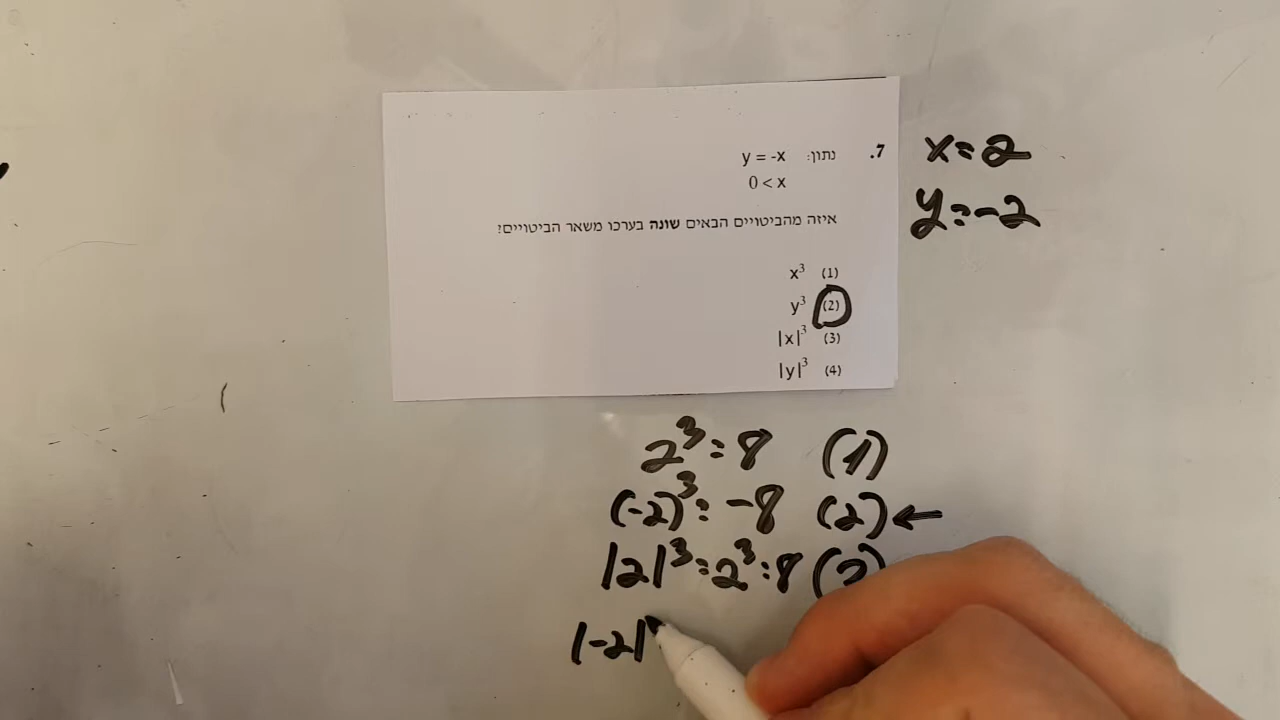 7. נתון: y = -x
0 < x
איזה מהביטויים הבאים שונה בערכו משאר הביטויים?
(1) x³
(2) y³
(3) |x|³
(4) |y|³
x=2
y=-2
2³=8 (1)
(-2)³=-8 (2)←
|2|³=2³=8
|-2|